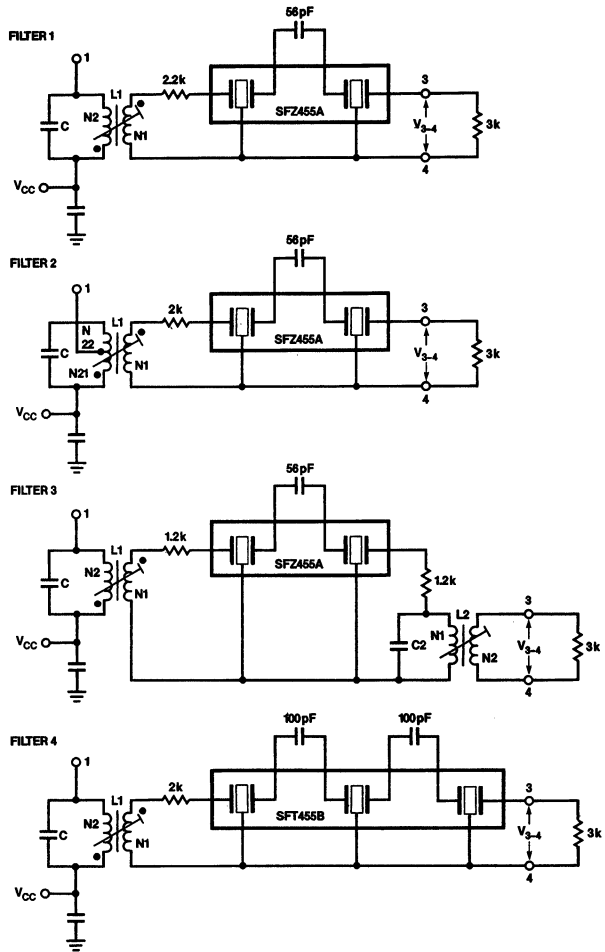 FILTER 1
56pF
1
L1
2.2k
3
C
N2
N1
SFZ455A
V3–4
3k
VCC
4
FILTER 2
56pF
1
N
22
L1
2k
3
C
N21
N1
SFZ455A
V3–4
3k
VCC
4
FILTER 3
56pF
1
L1
1.2k
C
N2
N1
SFZ455A
1.2k
L2
3
C2
N1
N2
V3–4
3k
VCC
4
FILTER 4
100pF
100pF
1
L1
2k
3
C
N2
N1
SFT455B
V3–4
3k
VCC
4